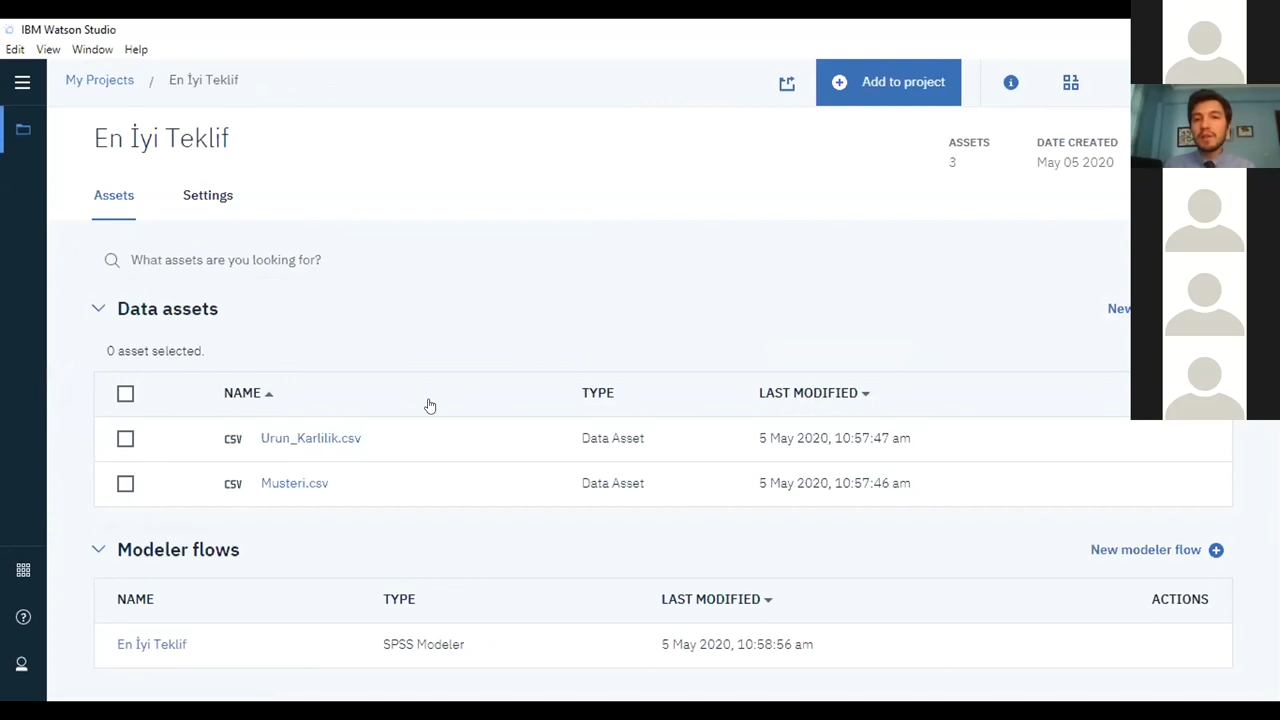 IBM Watson Studio
Edit View Window Help
My Projects / En İyi Teklif
Add to project
En İyi Teklif
ASSETS
3
DATE CREATED
May 05 2020
Assets Settings
What assets are you looking for?
Data assets
New
0 asset selected.
NAME TYPE LAST MODIFIED
CSV Urun_Karlilik.csv Data Asset 5 May 2020, 10:57:47 am
CSV Musteri.csv Data Asset 5 May 2020, 10:57:46 am
Modeler flows
New modeler flow
NAME TYPE LAST MODIFIED ACTIONS
En İyi Teklif SPSS Modeler 5 May 2020, 10:58:56 am